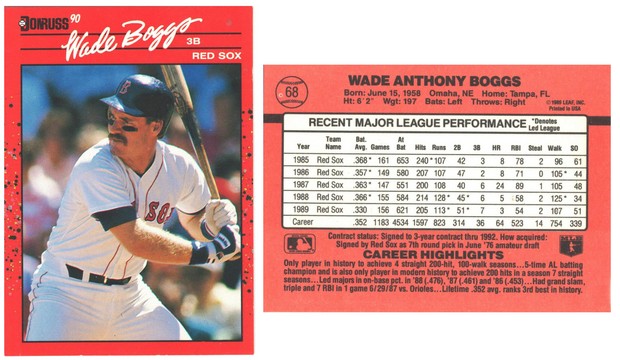 DONRUSS 90
Wade Boggs
3B
RED SOX
B
SOX
68
WADE ANTHONY BOGGS
Born: June 15, 1958 Omaha, NE Home: Tampa, FL
Ht: 6'2" Wgt: 197 Bats: Left Throws: Right
© 1989 LEAF, INC.
Printed in USA
RECENT MAJOR LEAGUE PERFORMANCE *Denotes Led League
Year Team Name Bat. Avg. Games At Bat Hits Runs 2B 3B HR RBI Steal Walk SO
1985 Red Sox .368* 161 653 240* 107 42 3 8 78 2 96 61
1986 Red Sox .357* 149 580 207 107 47 2 8 71 0 105* 44
1987 Red Sox .363* 147 551 200 108 40 6 24 89 1 105 48
1988 Red Sox .366* 155 584 214 128* 45* 6 5 58 2 125* 34
1989 Red Sox .330 156 621 205 113* 51* 7 3 54 2 107 51
Career .352 1183 4534 1597 823 314 36 64 523 14 754 339
Contract status: Signed to 3-year contract thru 1992. How acquired:
Signed by Red Sox as 7th round pick in June '76 amateur draft
CAREER HIGHLIGHTS
Only player in history to achieve 4 straight 200-hit, 100-walk seasons...5-time AL batting
champion and is also only player in modern history to achieve 200 hits in a season 7 straight
seasons...Led majors in on-base pct. in '88 (.476), '87 (.461) and '86 (.453)...Had grand slam,
triple and 7 RBI in 1 game 6/29/87 vs. Orioles...Lifetime .352 avg. ranks 3rd best in history.